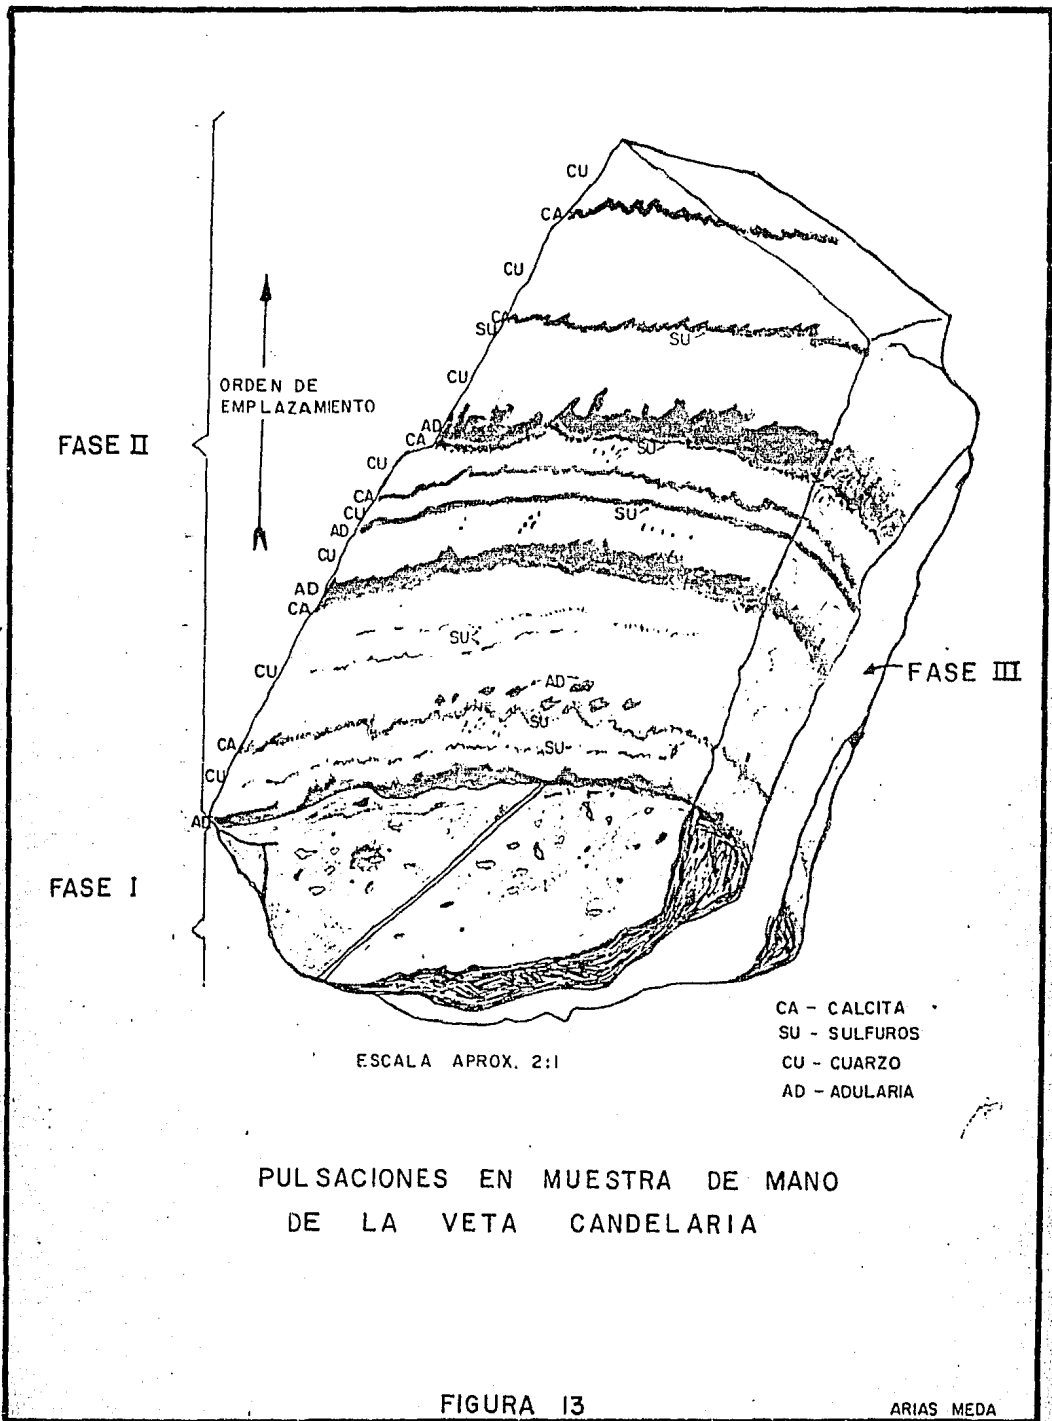 CU
CA
CU
CA
SU
SU
CU
ORDEN DE
EMPLAZAMIENTO
AD
CA
SU
FASE II
CU
CA
CU
SU
AD
CU
AD
CA
SU
CU
FASE III
AD
SU
CA
SU
CU
AD
FASE I
CA - CALCITA
SU - SULFUROS
CU - CUARZO
AD - ADULARIA
ESCALA APROX. 2:1
PULSACIONES EN MUESTRA DE MANO
DE LA VETA CANDELARIA
FIGURA 13
ARIAS MEDA